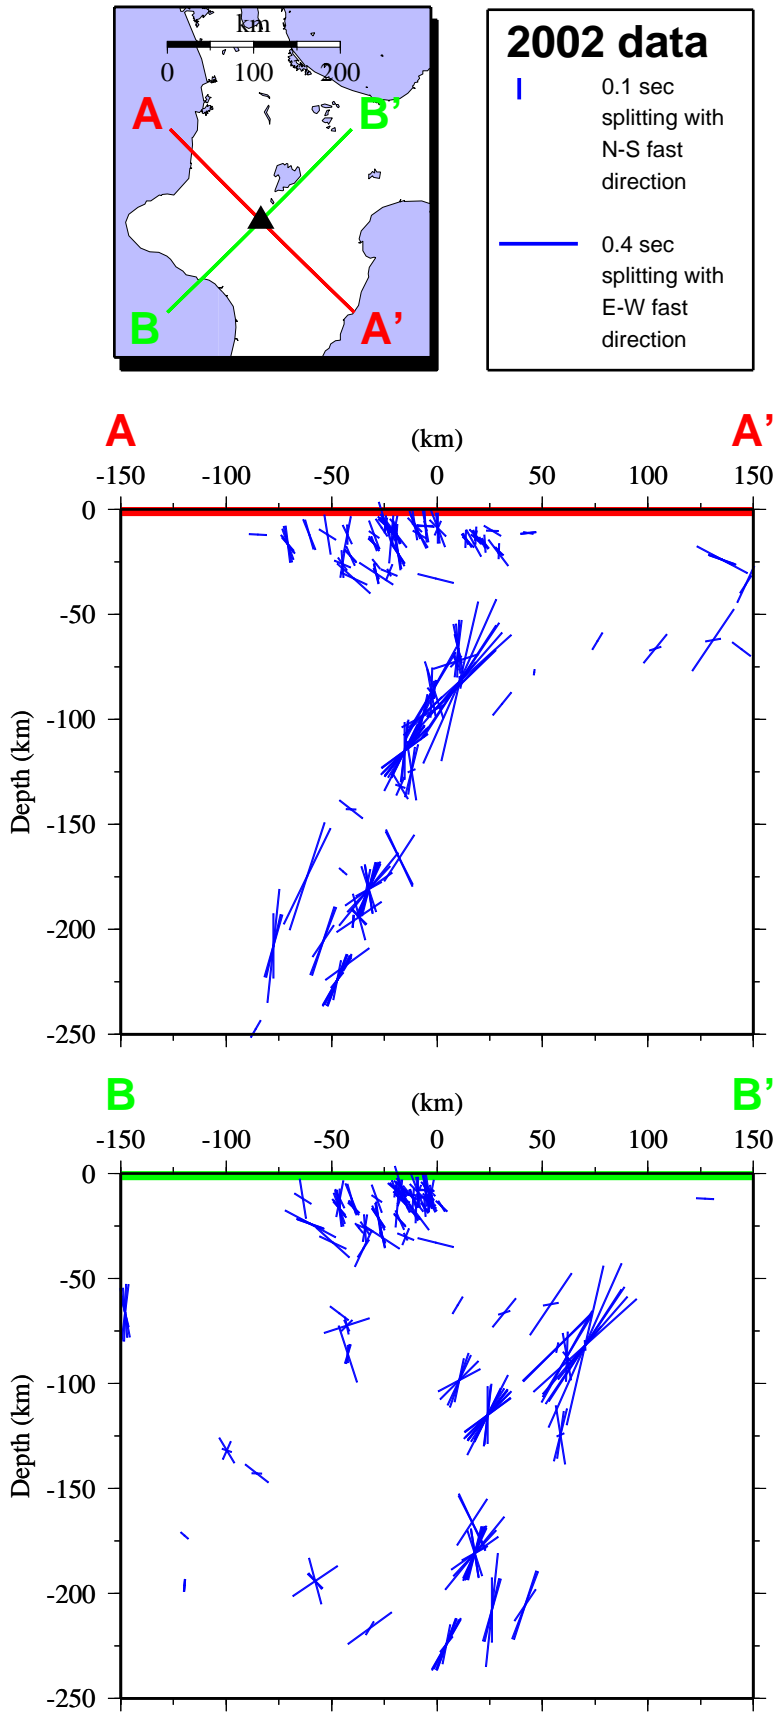 km
0 100 200
A
B’
B
A’
2002 data
0.1 sec
splitting with
N-S fast
direction
0.4 sec
splitting with
E-W fast
direction
A
(km)
A’
-150 -100 -50 0 50 100 150
0
-50
-100
-150
-200
-250
Depth (km)
B
(km)
B’
-150 -100 -50 0 50 100 150
0
-50
-100
-150
-200
-250
Depth (km)